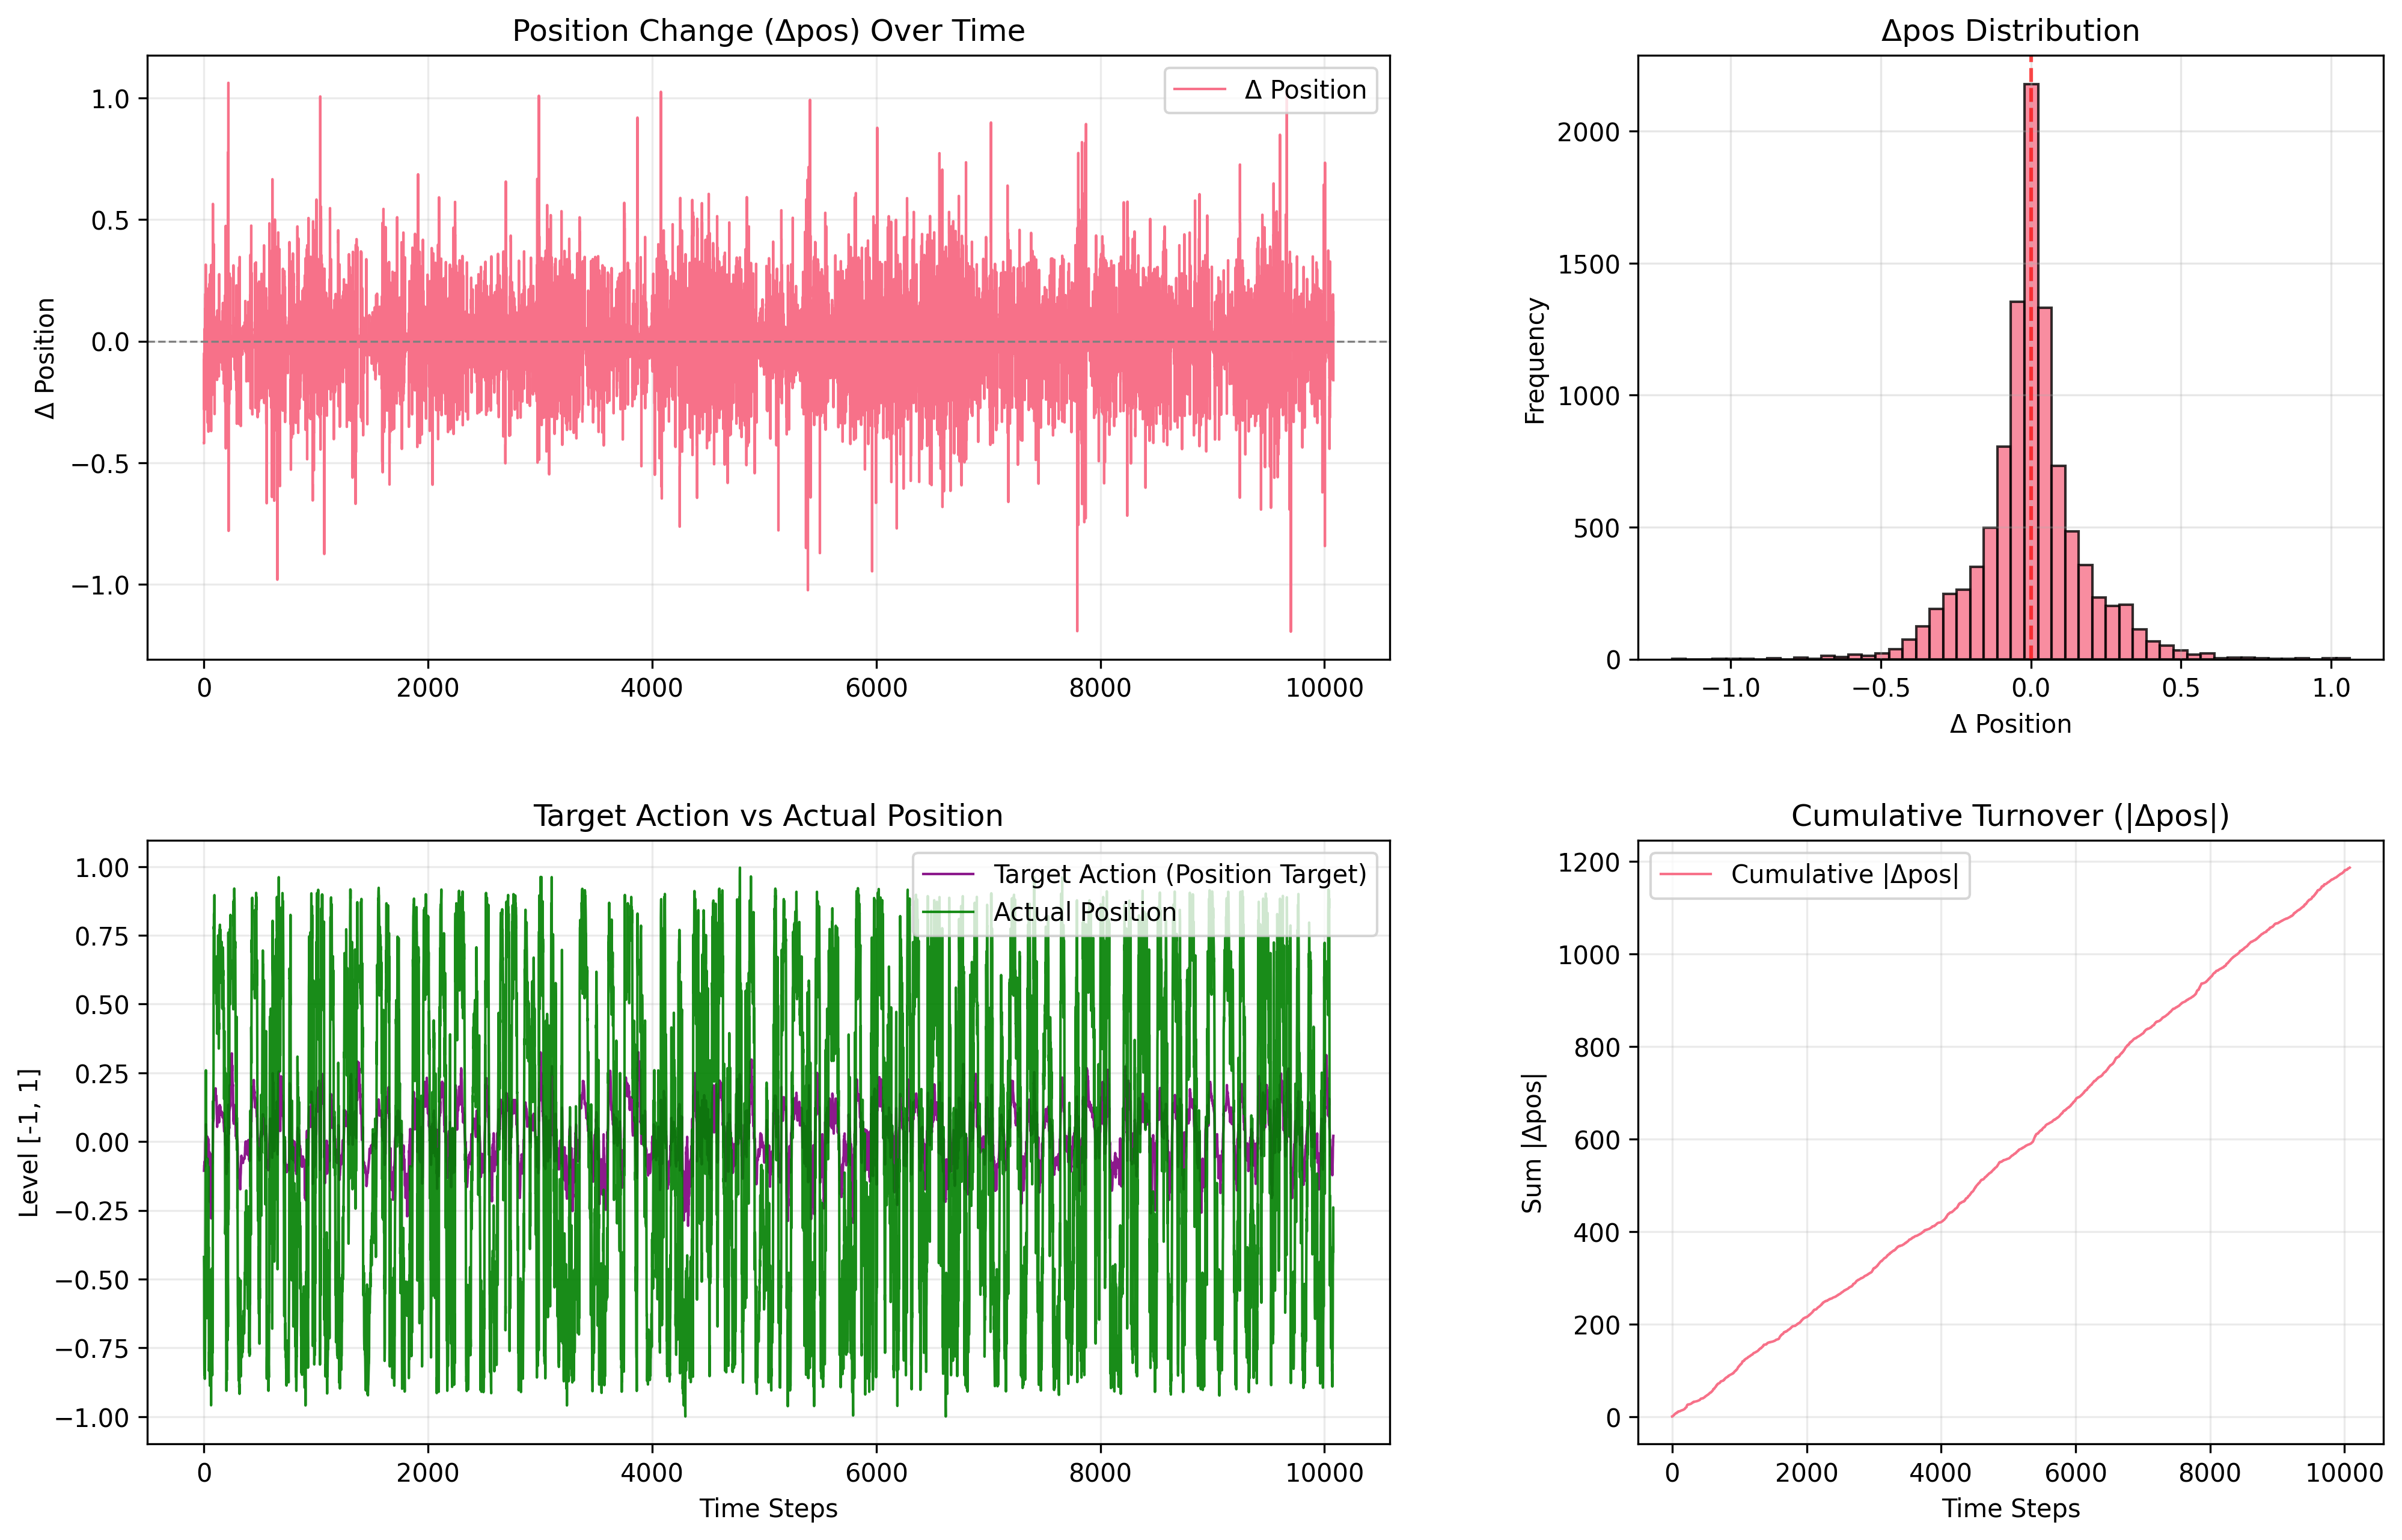 Position Change (Δpos) Over Time
Δ Position
1.0
0.5
0.0
−0.5
−1.0
Δ Position
0 2000 4000 6000 8000 10000
Δpos Distribution
2000
1500
1000
500
0
Frequency
−1.0 −0.5 0.0 0.5 1.0
Δ Position
Target Action vs Actual Position
Target Action (Position Target)
Actual Position
1.00
0.75
0.50
0.25
0.00
−0.25
−0.50
−0.75
−1.00
Level [-1, 1]
0 2000 4000 6000 8000 10000
Time Steps
Cumulative Turnover (|Δpos|)
Cumulative |Δpos|
1200
1000
800
600
400
200
0
Sum |Δpos|
0 2000 4000 6000 8000 10000
Time Steps